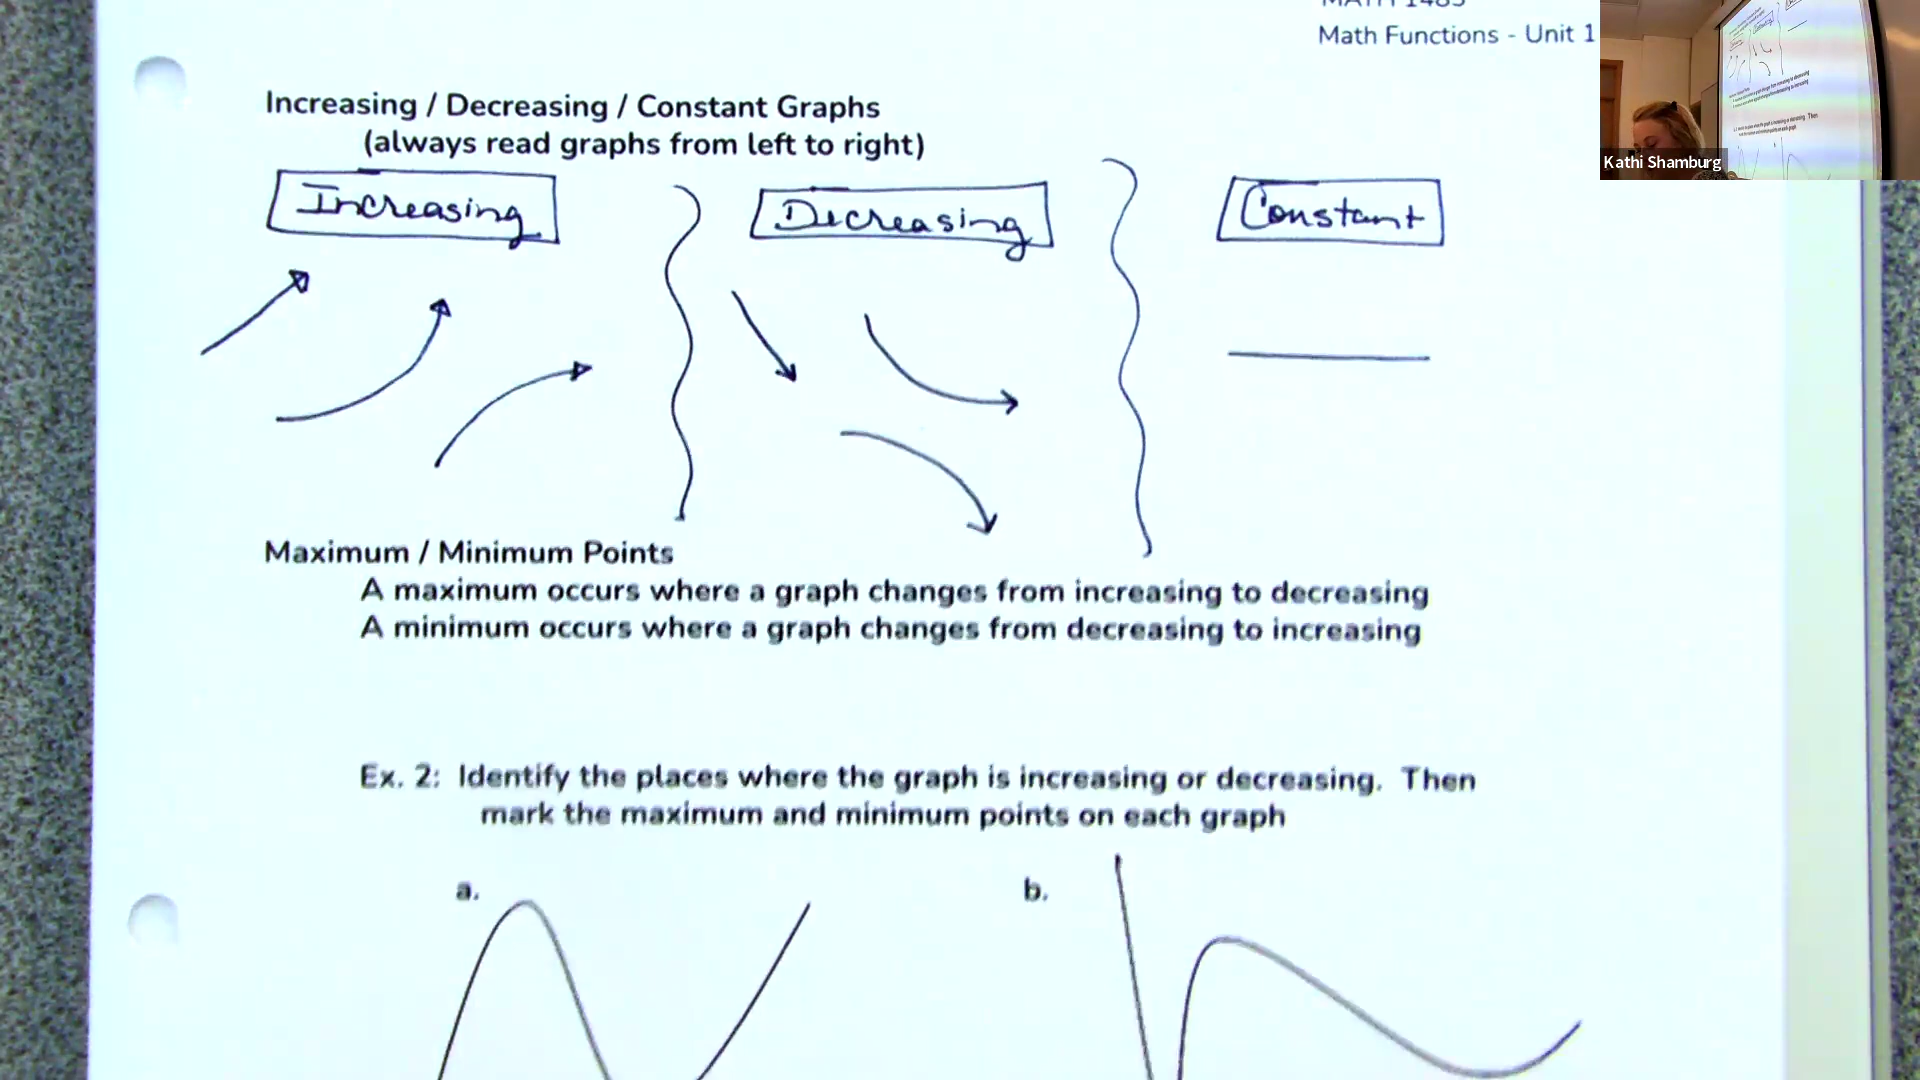 Math Functions - Unit 1
Kathi Shamburg
Increasing / Decreasing / Constant Graphs
(always read graphs from left to right)
Increasing
Decreasing
Constant
Maximum / Minimum Points
A maximum occurs where a graph changes from increasing to decreasing
A minimum occurs where a graph changes from decreasing to increasing
Ex. 2: Identify the places where the graph is increasing or decreasing. Then
mark the maximum and minimum points on each graph
a.
b.